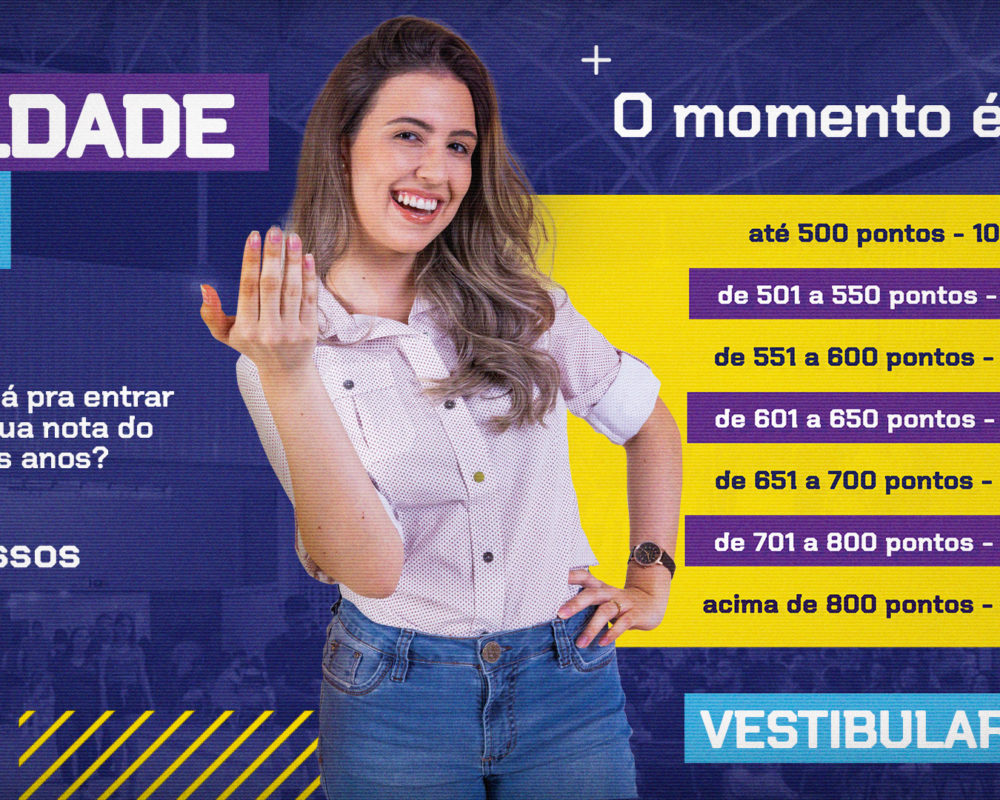 LDADE
á pra entrar
ua nota do
s anos?
ssos
O momento é
até 500 pontos - 10
de 501 a 550 pontos -
de 551 a 600 pontos -
de 601 a 650 pontos -
de 651 a 700 pontos -
de 701 a 800 pontos -
acima de 800 pontos -
VESTIBULAR